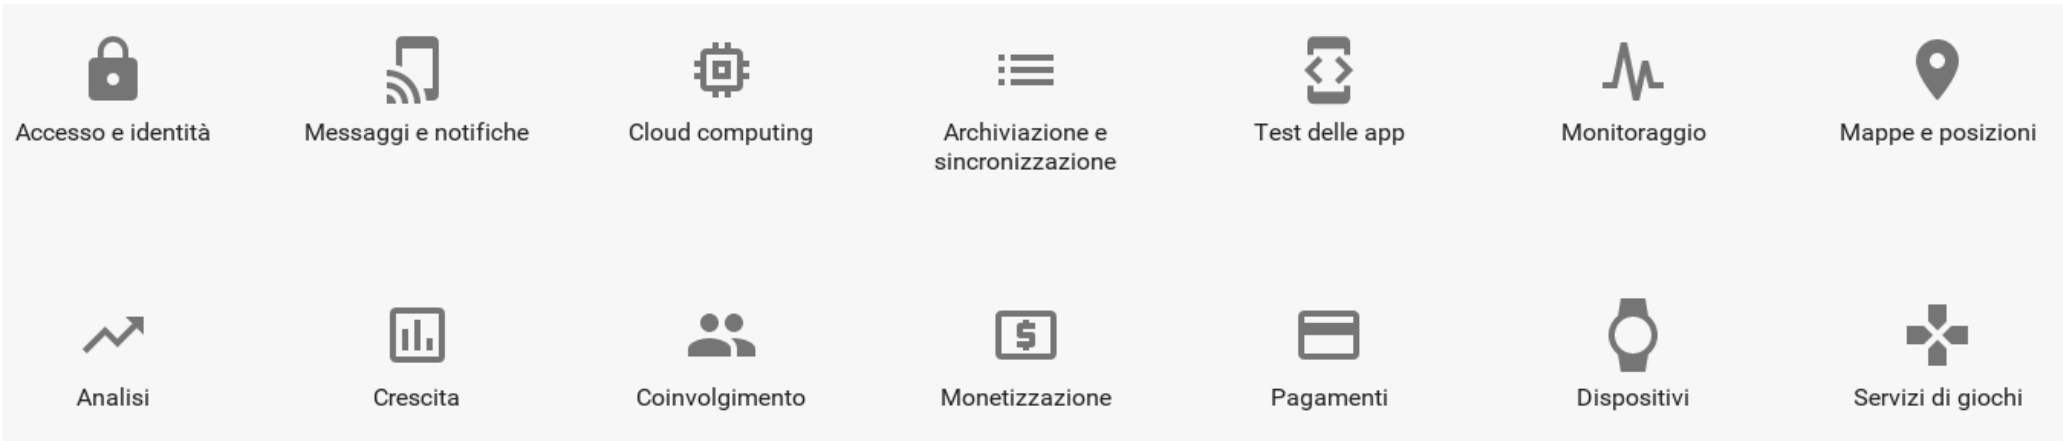 Accesso e identità
Messaggi e notifiche
Cloud computing
Archiviazione e
sincronizzazione
Test delle app
Monitoraggio
Mappe e posizioni
Analisi
Crescita
Coinvolgimento
$
Monetizzazione
Pagamenti
Dispositivi
Servizi di giochi